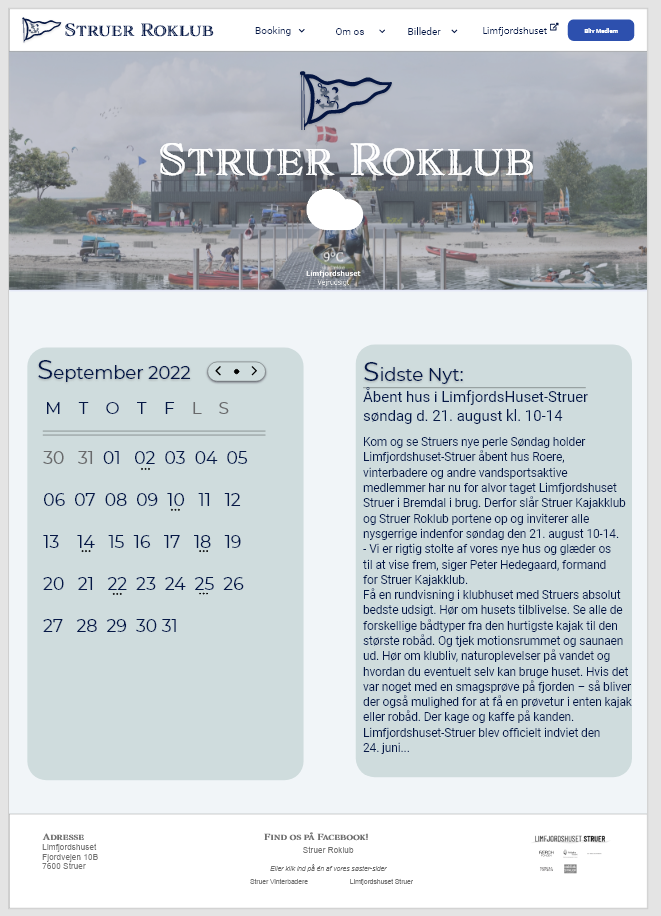 STRUER ROKLUB
Booking
Om os
Billeder
Limfjordshuset
Bliv Medlem
STRUER ROKLUB
9°C
Limfjordshuset
Vejrudsigt
September 2022
M T O T F L S
30 31 01 02 03 04 05
06 07 08 09 10 11 12
13 14 15 16 17 18 19
20 21 22 23 24 25 26
27 28 29 30 31
Sidste Nyt:
Åbent hus i LimfjordsHuset-Struer
søndag d. 21. august kl. 10-14
Kom og se Struers nye perle Søndag holder
Limfjordshuset-Struer åbent hus Roere,
vinterbadere og andre vandsportsaktive
medlemmer har nu for alvor taget Limfjordshuset
Struer i Bremdal i brug. Derfor slår Struer Kajakklub
og Struer Roklub portene op og inviterer alle
nysgerrige indenfor søndag den 21. august 10-14.
- Vi er rigtig stolte af vores nye hus og glæder os
til at vise frem, siger Peter Hedegaard, formand
for Struer Kajakklub.
Få en rundvisning i klubhuset med Struers absolut
bedste udsigt. Hør om husets tilblivelse. Se alle de
forskellige bådtyper fra den hurtigste kajak til den
største robåd. Og tjek motionsrummet og saunaen
ud. Hør om klubliv, naturoplevelser på vandet og
hvordan du eventuelt selv kan bruge huset. Hvis det
var noget med en smagsprøve på fjorden – så bliver
der også mulighed for at få en prøvetur i enten kajak
eller robåd. Der kage og kaffe på kanden.
Limfjordshuset-Struer blev officielt indviet den
24. juni...
ADRESSE
Limfjordshuset
Fjordvejen 10B
7600 Struer
FIND OS PÅ FACEBOOK!
Struer Roklub
Eller klik ind på én af vores søster-sider
Struer Vinterbadere
Limfjordshuset Struer
LIMFJORDSHUSET STRUER